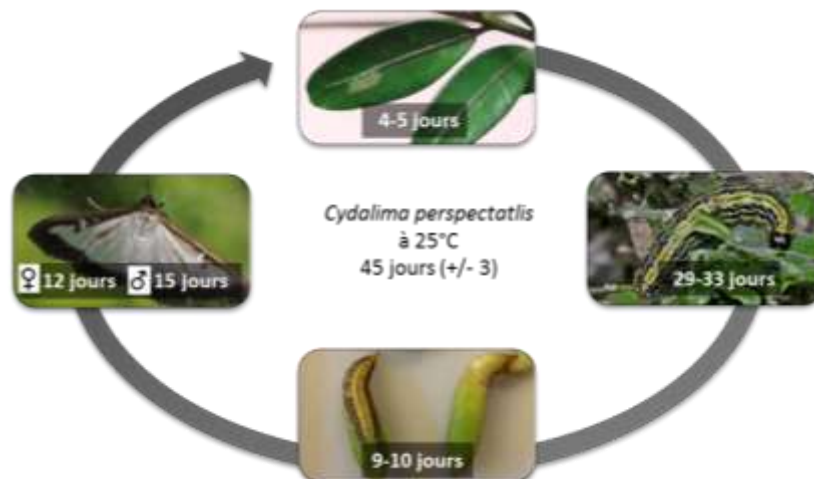 4-5 jours
Cydalima perspectatlis
à 25°C
45 jours (+/- 3)
♀ 12 jours ♂ 15 jours
29-33 jours
9-10 jours